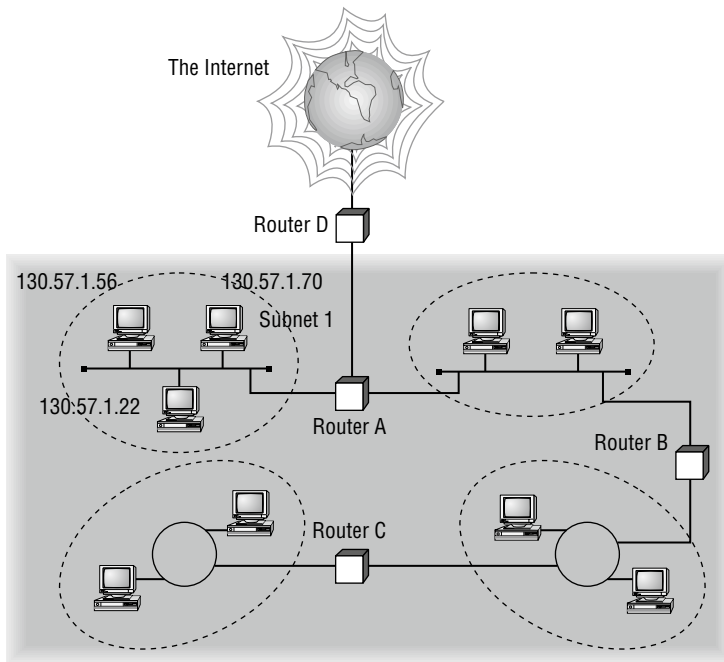 The Internet
Router D
130.57.1.56
130.57.1.70
Subnet 1
130.57.1.22
Router A
Router B
Router C